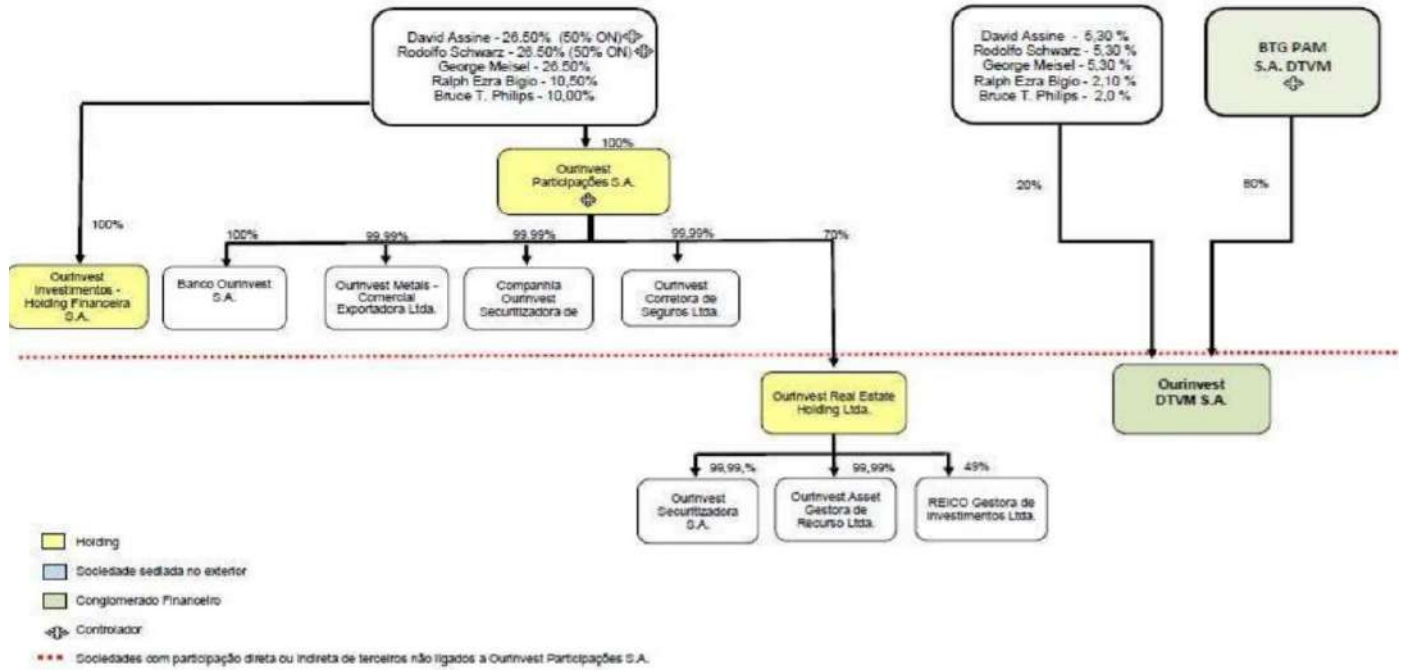 David Assine - 26.50% (50% ON)
Rodolfo Schwarz - 26.50% (50% ON)
George Meisel - 26.50%
Ralph Ezra Bigio - 10,50%
Bruce T. Philips - 10,00%
David Assine - 5,30 %
Rodolfo Schwarz - 5,30 %
George Meisel - 5,30 %
Ralph Ezra Bigio - 2,10 %
Bruce T. Philips - 2,0 %
BTG PAM
S.A. DTVM
100%
Ourinvest
Participações S.A.
20%
80%
100%
100%
99,99%
99,99%
99,99%
70%
Ourinvest
Investimentos -
Holding Financeira
S.A.
Banco Ourinvest
S.A.
Ourinvest Metais -
Comercial
Exportadora Ltda.
Companhia
Ourinvest
Securitizadora de
Ourinvest
Corretora de
Seguros Ltda.
Ourinvest Real Estate
Holding Ltda.
Ourinvest
DTVM S.A.
99,99,%
99,99%
49%
Ourinvest
Securitizadora
S.A.
Ourinvest Asset
Gestora de
Recurso Ltda.
REICO Gestora de
Investimentos Ltda.
Holding
Sociedade sediada no exterior
Conglomerado Financeiro
Controlador
Sociedades com participação direta ou indireta de terceiros não ligados a Ourinvest Participações S.A.